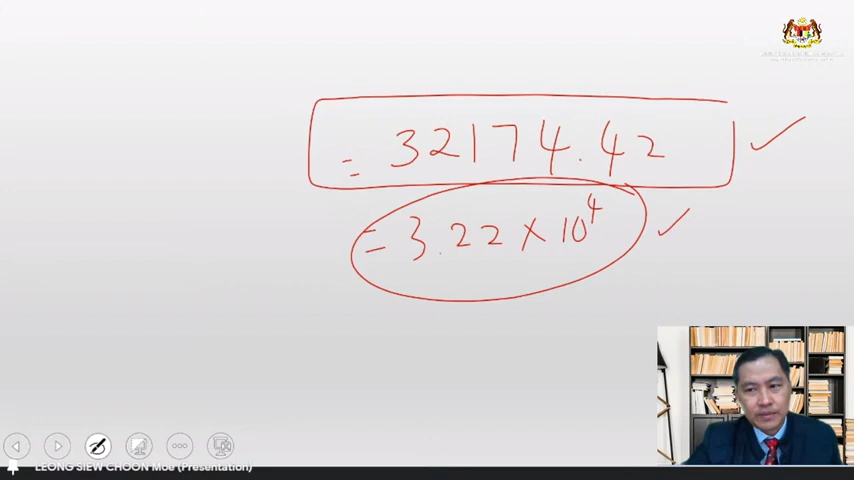 = 32174.42
= 3.22 × 10⁴
LEONG SIEW CHOON Moe (Presentation)